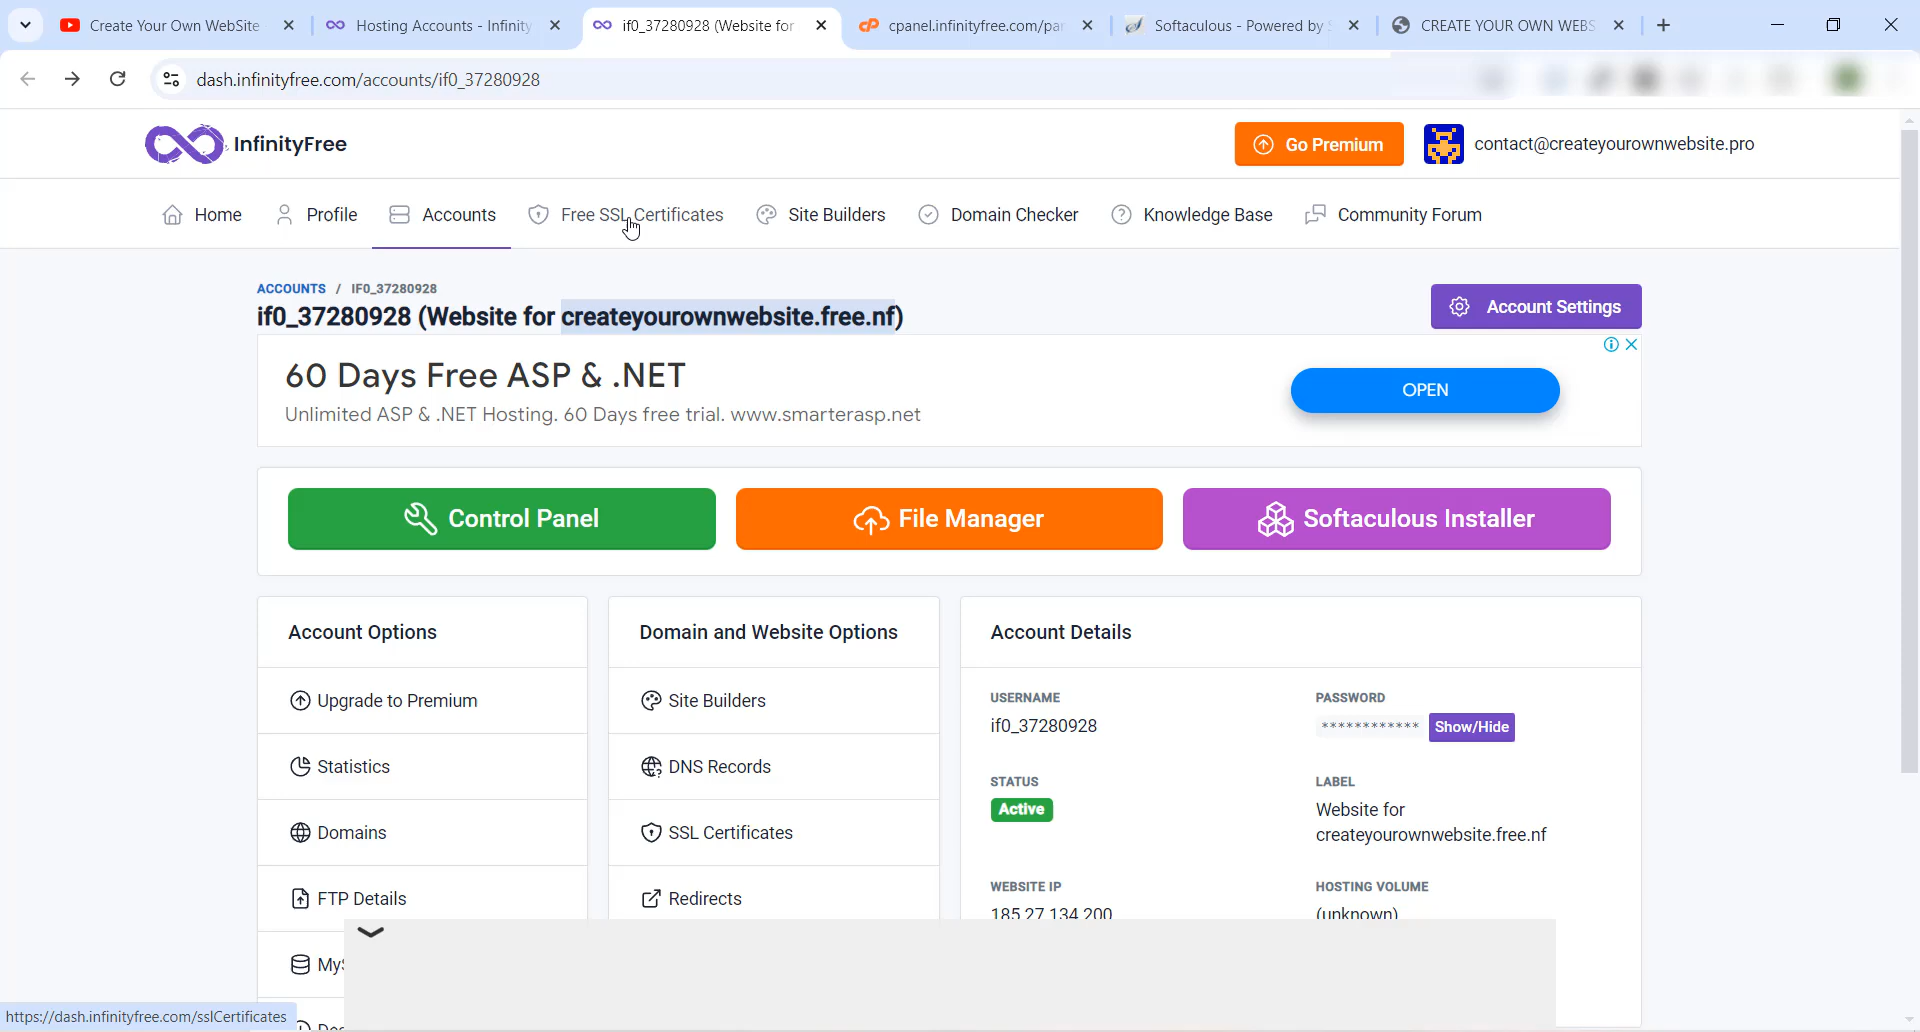 Create Your Own WebSite
Hosting Accounts - Infinity
if0_37280928 (Website for
cpanel.infinityfree.com/pan
Softaculous - Powered by S
CREATE YOUR OWN WEBS
dash.infinityfree.com/accounts/if0_37280928
InfinityFree
Go Premium
contact@createyourownwebsite.pro
Home
Profile
Accounts
Free SSL Certificates
Site Builders
Domain Checker
Knowledge Base
Community Forum
ACCOUNTS / IF0_37280928
if0_37280928 (Website for createyourownwebsite.free.nf)
Account Settings
60 Days Free ASP & .NET
Unlimited ASP & .NET Hosting. 60 Days free trial. www.smarterasp.net
OPEN
Control Panel
File Manager
Softaculous Installer
Account Options
Upgrade to Premium
Statistics
Domains
FTP Details
MyS
Domain and Website Options
Site Builders
DNS Records
SSL Certificates
Redirects
Account Details
USERNAME
if0_37280928
PASSWORD
************ Show/Hide
STATUS
Active
LABEL
Website for
createyourownwebsite.free.nf
WEBSITE IP
185.27.134.200
HOSTING VOLUME
(unknown)
https://dash.infinityfree.com/sslCertificates